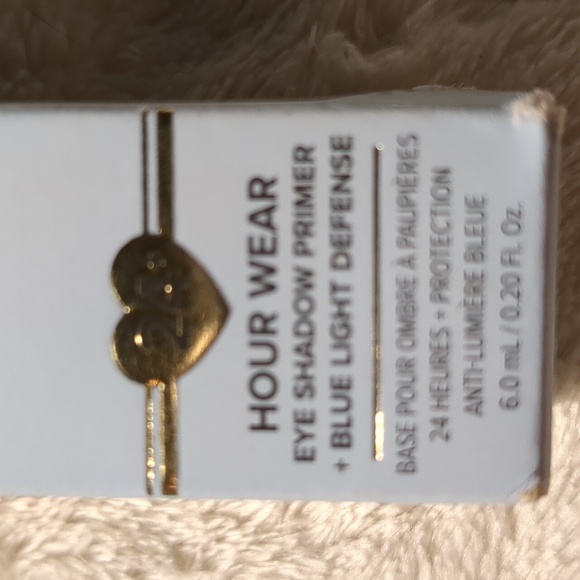 24
HOUR WEAR
EYE SHADOW PRIMER
+ BLUE LIGHT DEFENSE
BASE POUR OMBRE À PAUPIÈRES
24 HEURES + PROTECTION
ANTI-LUMIÈRE BLEUE
6.0 mL / 0.20 Fl. Oz.